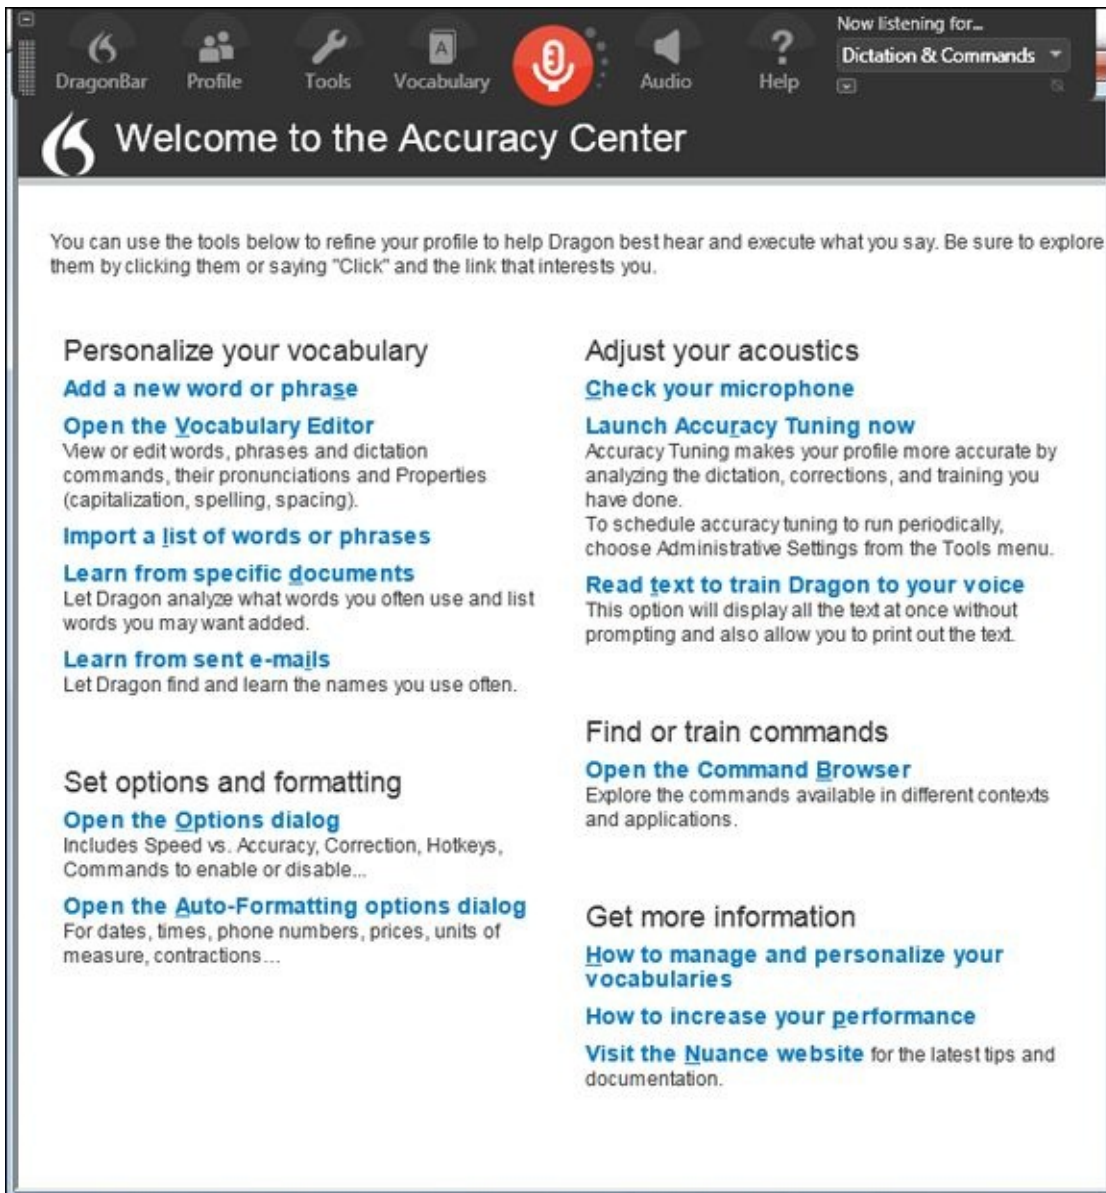 Now listening for...
DragonBar Profile Tools Vocabulary Audio Help Dictation & Commands
Welcome to the Accuracy Center
You can use the tools below to refine your profile to help Dragon best hear and execute what you say. Be sure to explore
them by clicking them or saying "Click" and the link that interests you.
Personalize your vocabulary
Add a new word or phrase
Open the Vocabulary Editor
View or edit words, phrases and dictation
commands, their pronunciations and Properties
(capitalization, spelling, spacing).
Import a list of words or phrases
Learn from specific documents
Let Dragon analyze what words you often use and list
words you may want added.
Learn from sent e-mails
Let Dragon find and learn the names you use often.
Set options and formatting
Open the Options dialog
Includes Speed vs. Accuracy, Correction, Hotkeys,
Commands to enable or disable...
Open the Auto-Formatting options dialog
For dates, times, phone numbers, prices, units of
measure, contractions...
Adjust your acoustics
Check your microphone
Launch Accuracy Tuning now
Accuracy Tuning makes your profile more accurate by
analyzing the dictation, corrections, and training you
have done.
To schedule accuracy tuning to run periodically,
choose Administrative Settings from the Tools menu.
Read text to train Dragon to your voice
This option will display all the text at once without
prompting and also allow you to print out the text.
Find or train commands
Open the Command Browser
Explore the commands available in different contexts
and applications.
Get more information
How to manage and personalize your
vocabularies
How to increase your performance
Visit the Nuance website for the latest tips and
documentation.